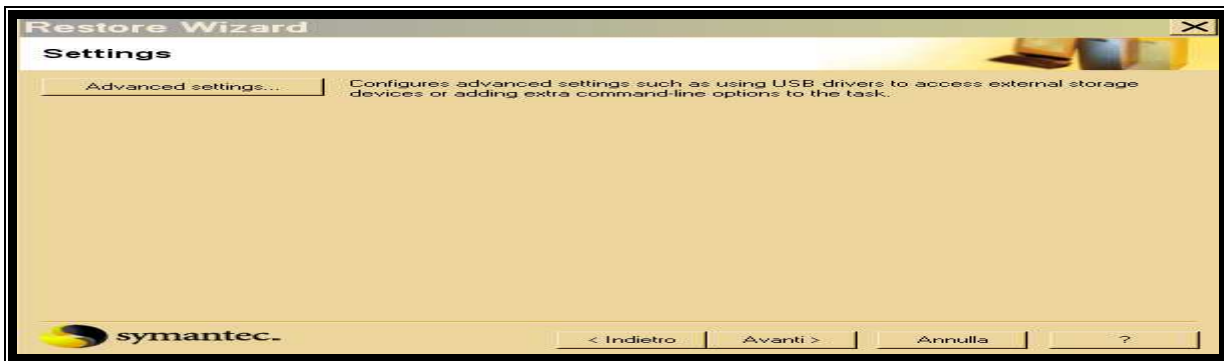 Restore Wizard
Settings
Advanced settings...
Configures advanced settings such as using USB drivers to access external storage
devices or adding extra command-line options to the task.
symantec.
< Indietro
Avanti >
Annulla
?